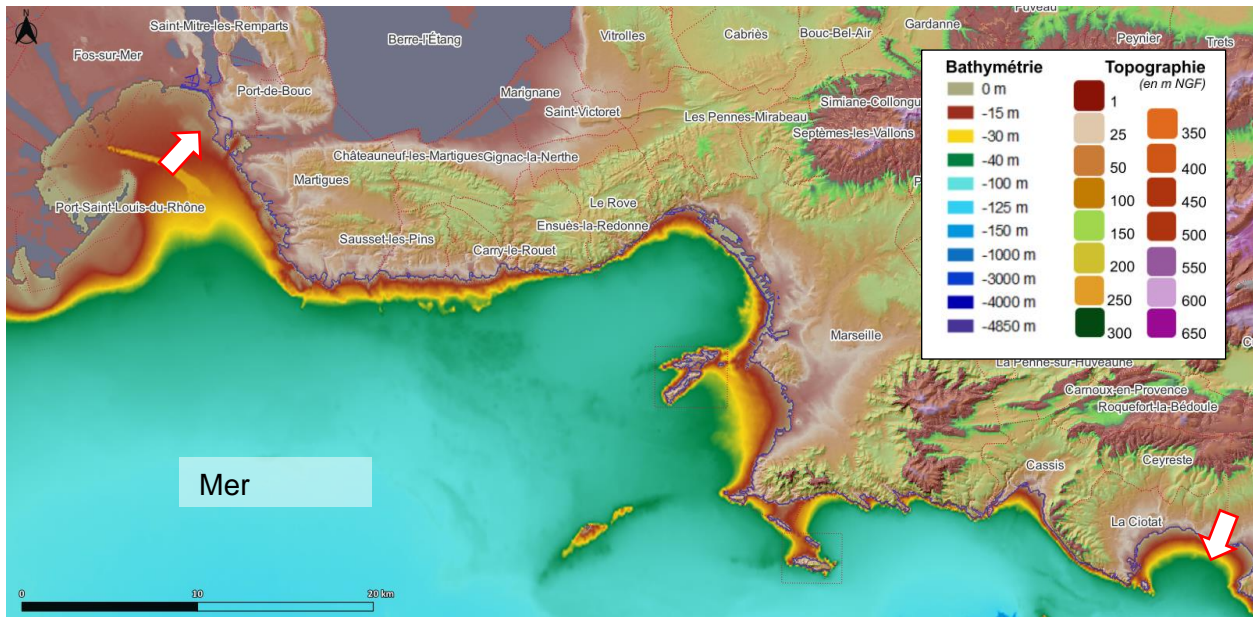 N
Saint-Mitre-les-Remparts
Fos-sur-Mer
Berre-l'Étang
Vitrolles
Cabriès
Bouc-Bel-Air
Gardanne
Fuveau
Peynier
Trets
Port-de-Bouc
Marignane
Saint-Victoret
Les Pennes-Mirabeau
Simiane-Collongu
Septèmes-les-Vallons
Bathymétrie
0 m
-15 m
-30 m
-40 m
-100 m
-125 m
-150 m
-1000 m
-3000 m
-4000 m
-4850 m
Topographie
(en m NGF)
1
25
50
100
150
200
250
300
350
400
450
500
550
600
650
Châteauneuf-les-Martigues
Gignac-la-Nerthe
Martigues
Port-Saint-Louis-du-Rhône
Le Rove
Ensuès-la-Redonne
Sausset-les-Pins
Carry-le-Rouet
Marseille
La Penne-sur-Huveaune
Carnoux-en-Provence
Roquefort-la-Bédoule
Cassis
Ceyreste
La Ciotat
Mer
0
10
20 km